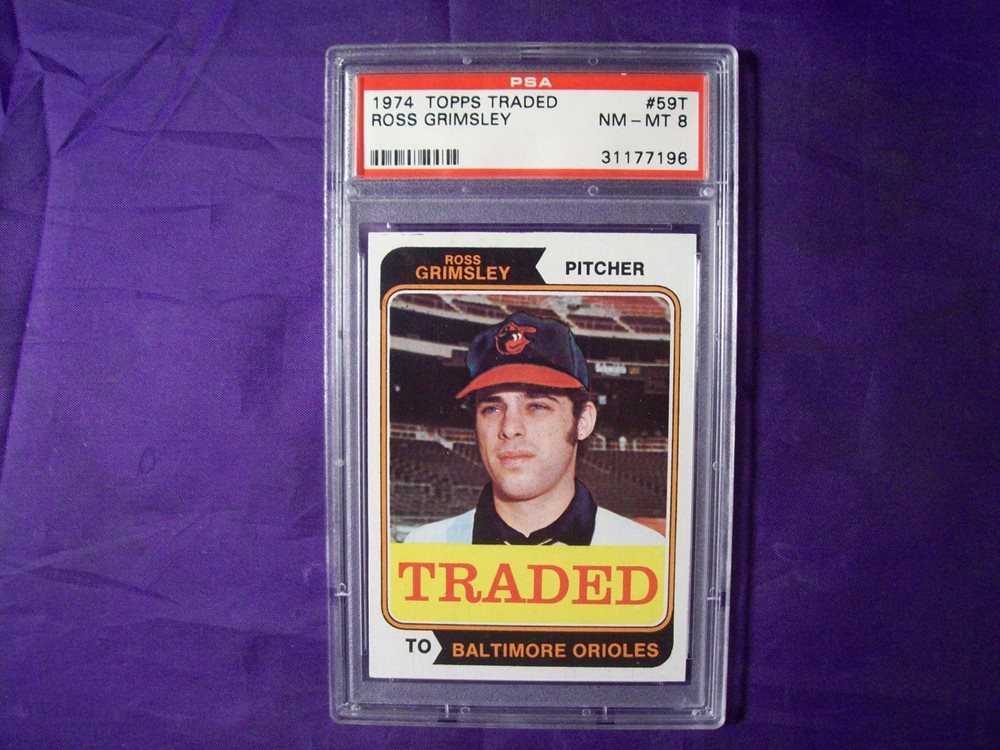 PSA
1974 TOPPS TRADED #59T
ROSS GRIMSLEY NM - MT 8
31177196
ROSS
GRIMSLEY
PITCHER
TRADED
TO BALTIMORE ORIOLES